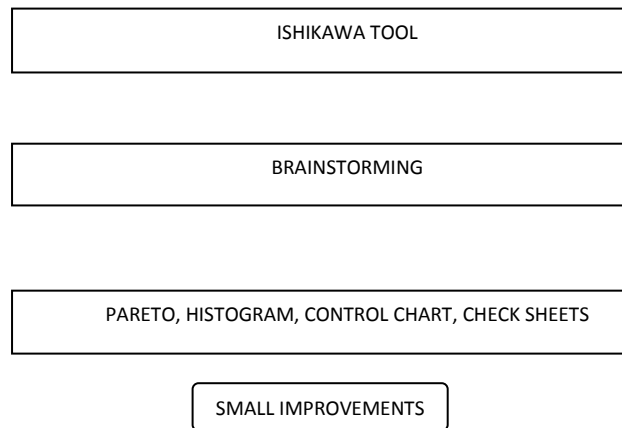 ISHIKAWA TOOL
BRAINSTORMING
PARETO, HISTOGRAM, CONTROL CHART, CHECK SHEETS
SMALL IMPROVEMENTS